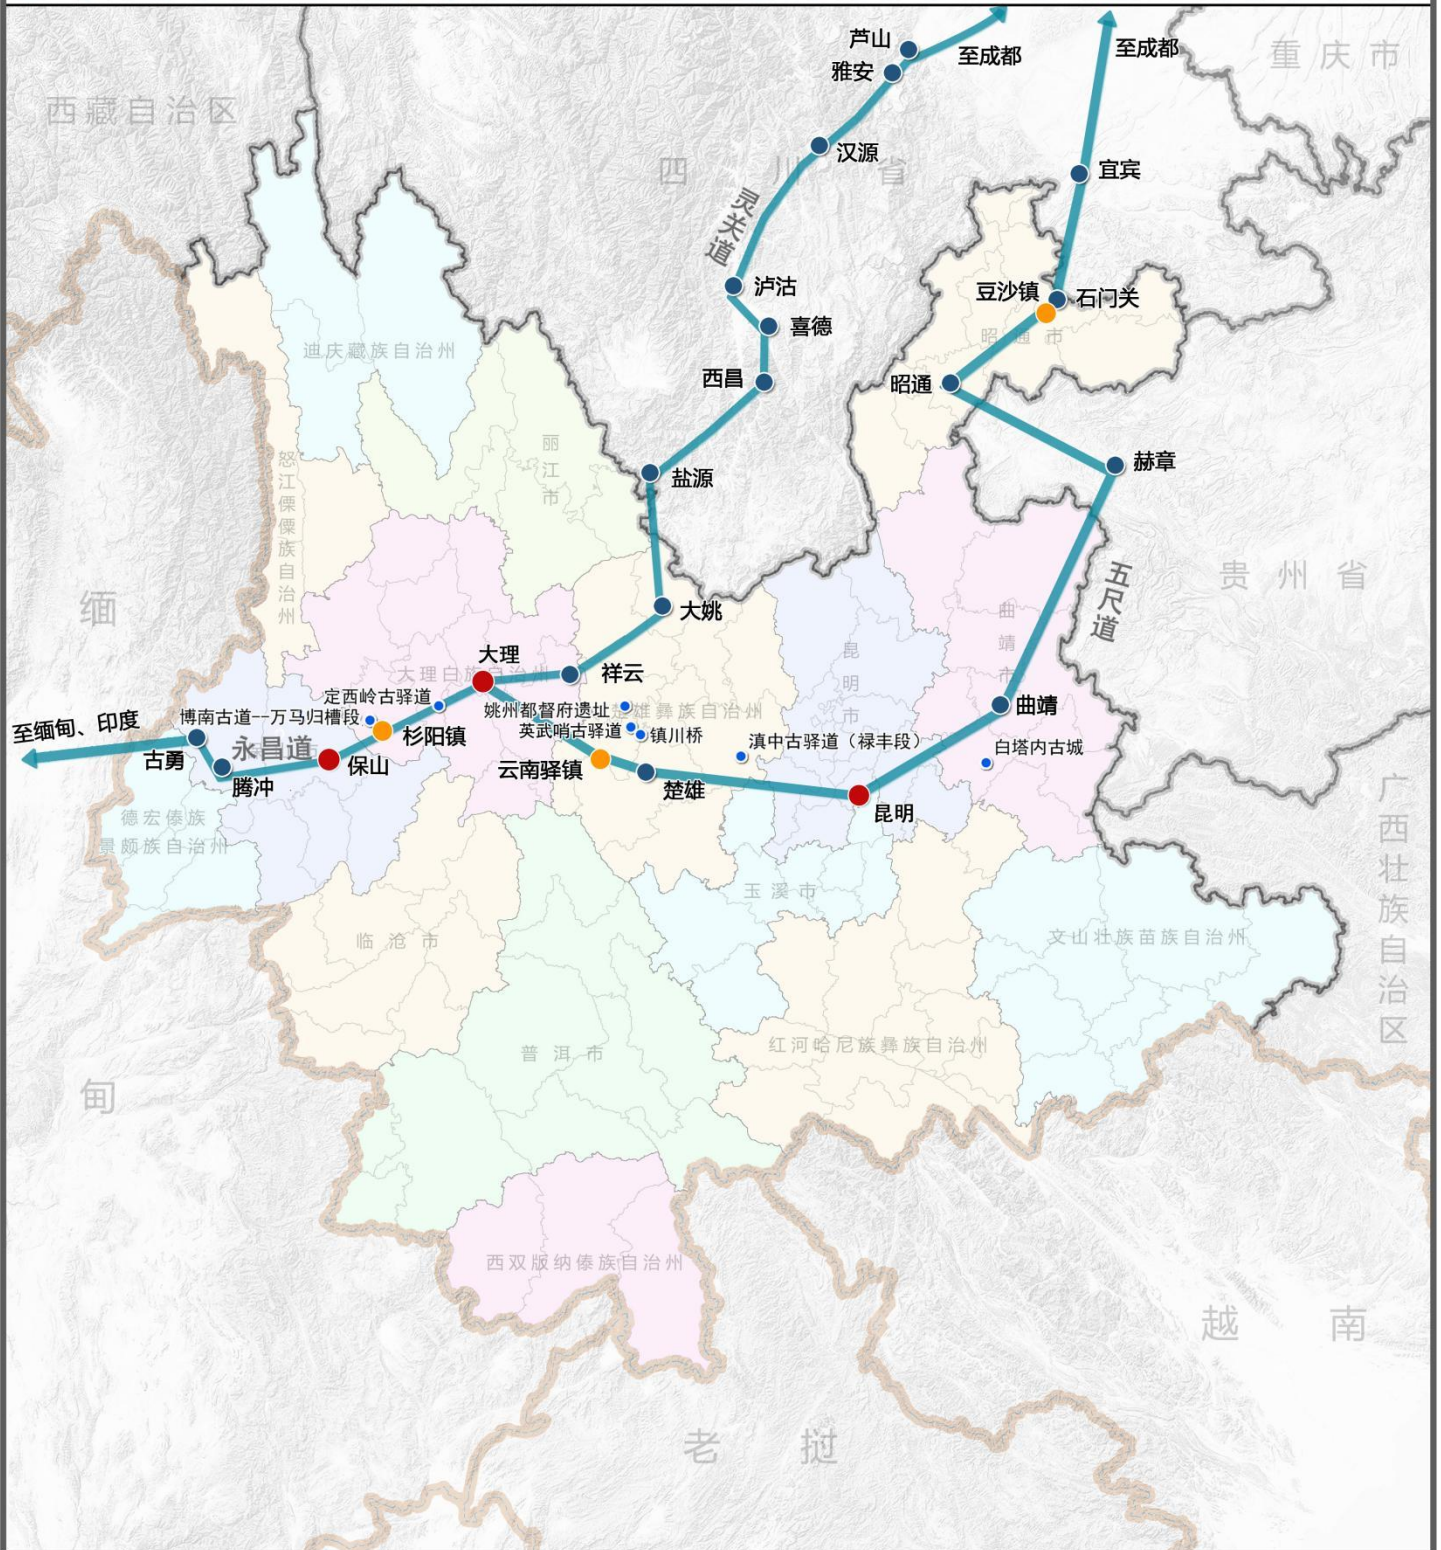 芦山
至成都
至成都
重庆市
雅安
西藏自治区
汉源
四川省
宜宾
灵关道
泸沽
豆沙镇
石门关
喜德
昭通市
迪庆藏族自治州
西昌
昭通
丽江市
赫章
盐源
怒江傈僳族自治州
五尺道
贵州省
缅甸
大姚
曲靖市
大理
大理白族自治州
祥云
昆明市
定西岭古驿道
姚州都督府遗址
楚雄彝族自治州
曲靖
至缅甸、印度
博南古道--万马归槽段
英武哨古驿道
镇川桥
滇中古驿道（禄丰段）
白塔内古城
古勇
永昌道
市
保山
杉阳镇
云南驿镇
腾冲
楚雄
昆明
德宏傣族
景颇族自治州
广西壮族自治区
玉溪市
临沧市
文山壮族苗族自治州
普洱市
红河哈尼族彝族自治州
西双版纳傣族自治州
越南
老挝